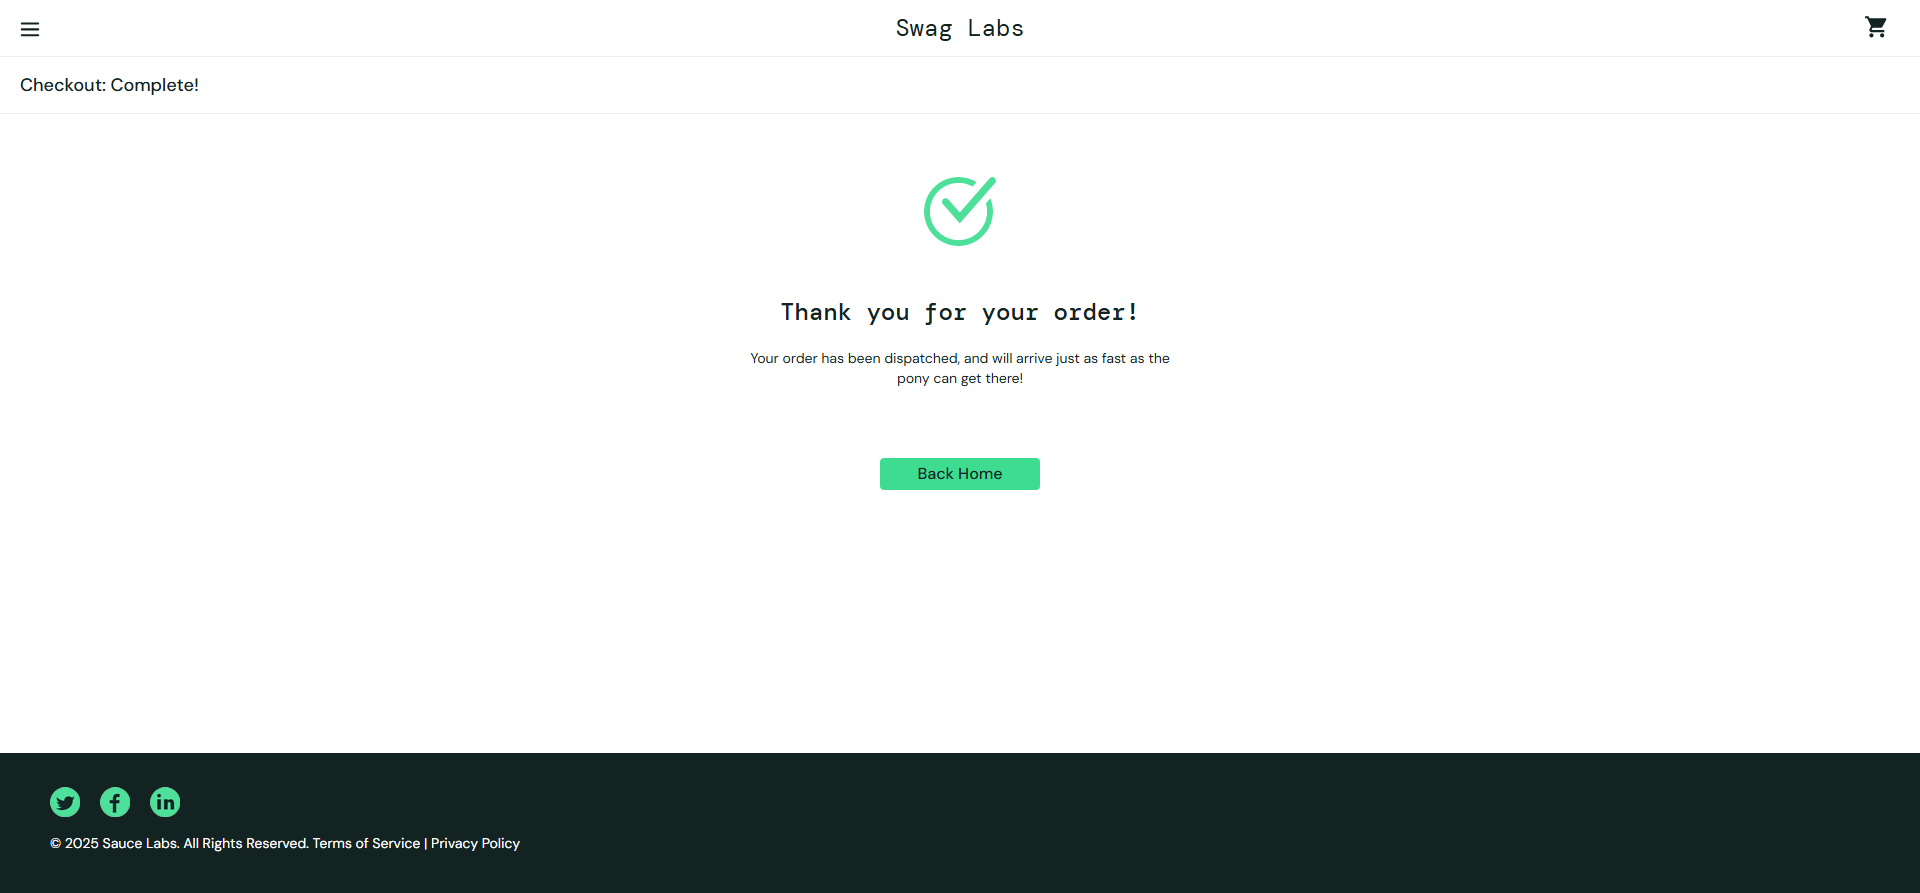 Swag Labs
Checkout: Complete!
Thank you for your order!
Your order has been dispatched, and will arrive just as fast as the
pony can get there!
Back Home
© 2025 Sauce Labs. All Rights Reserved. Terms of Service | Privacy Policy